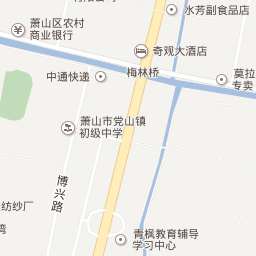 水芳副食品店
萧山区农村
商业银行
奇观大酒店
中通快递
梅林桥
莫拉
专卖
萧山市党山镇
初级中学
博兴路
纺纱厂
湾
青枫教育辅导
学习中心